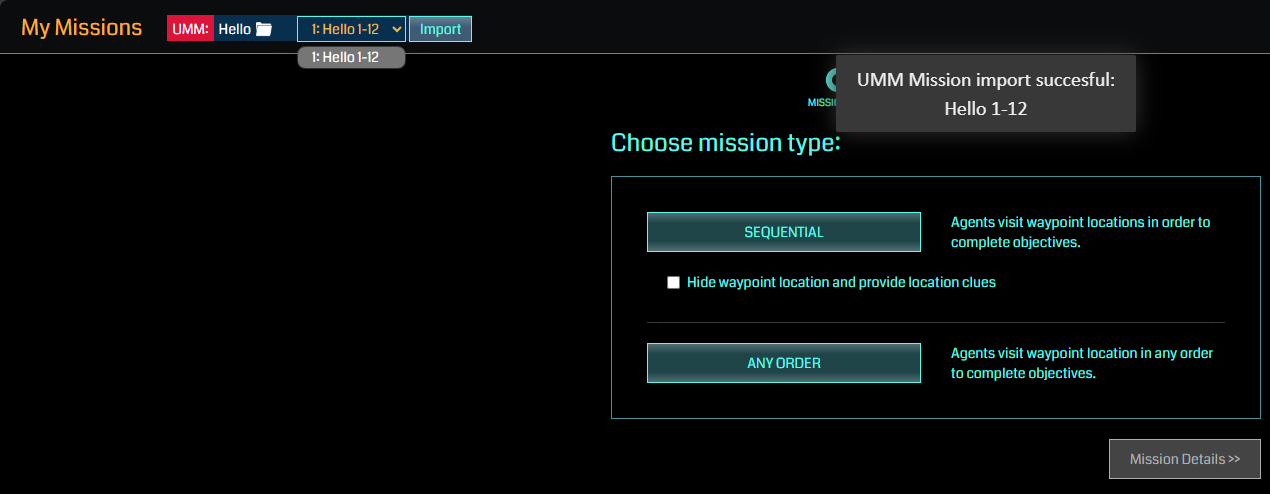 My Missions
UMM: Hello
1: Hello 1-12
Import
1: Hello 1-12
UMM Mission import succesful:
Hello 1-12
Choose mission type:
SEQUENTIAL
Agents visit waypoint locations in order to
complete objectives.
Hide waypoint location and provide location clues
ANY ORDER
Agents visit waypoint location in any order
to complete objectives.
Mission Details >>